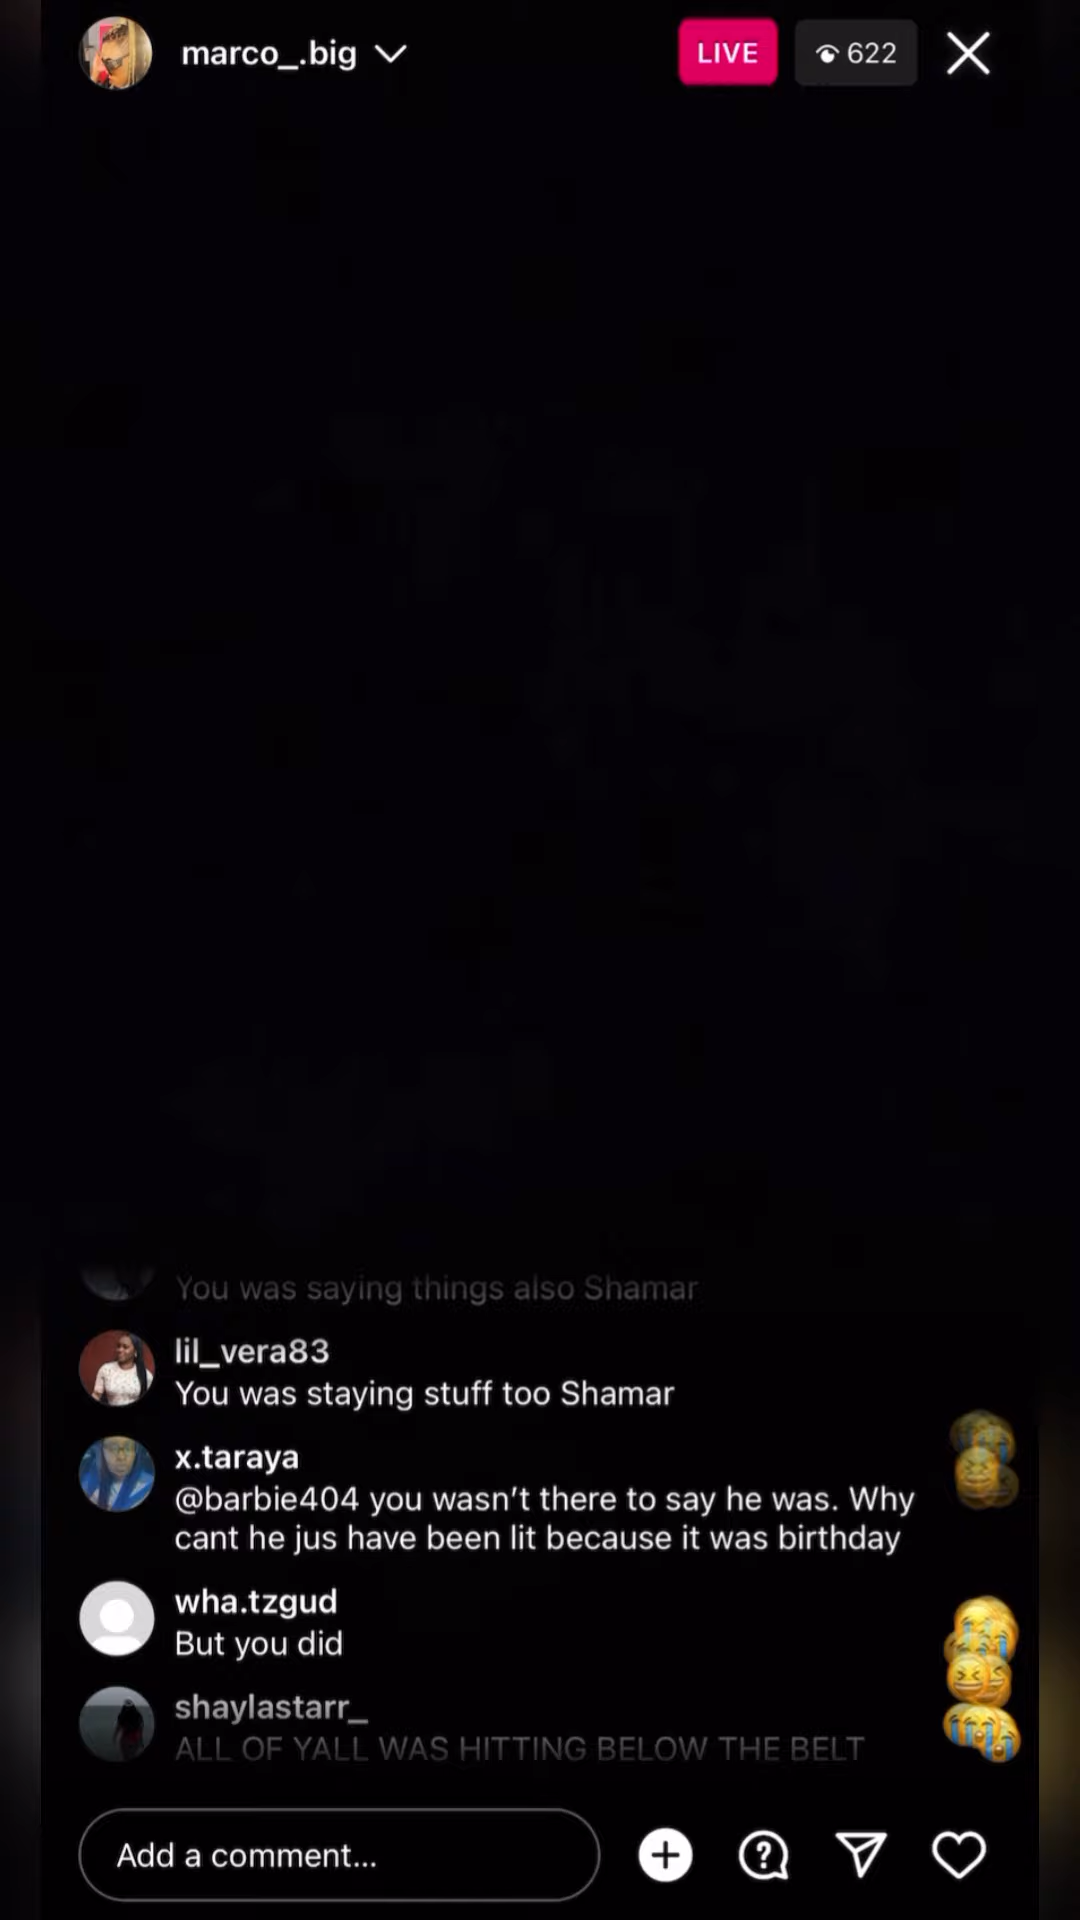 marco_.big
LIVE
622
You was saying things also Shamar
lil_vera83
You was staying stuff too Shamar
x.taraya
@barbie404 you wasn’t there to say he was. Why
cant he jus have been lit because it was birthday
wha.tzgud
But you did
shaylastarr_
ALL OF YALL WAS HITTING BELOW THE BELT
Add a comment...